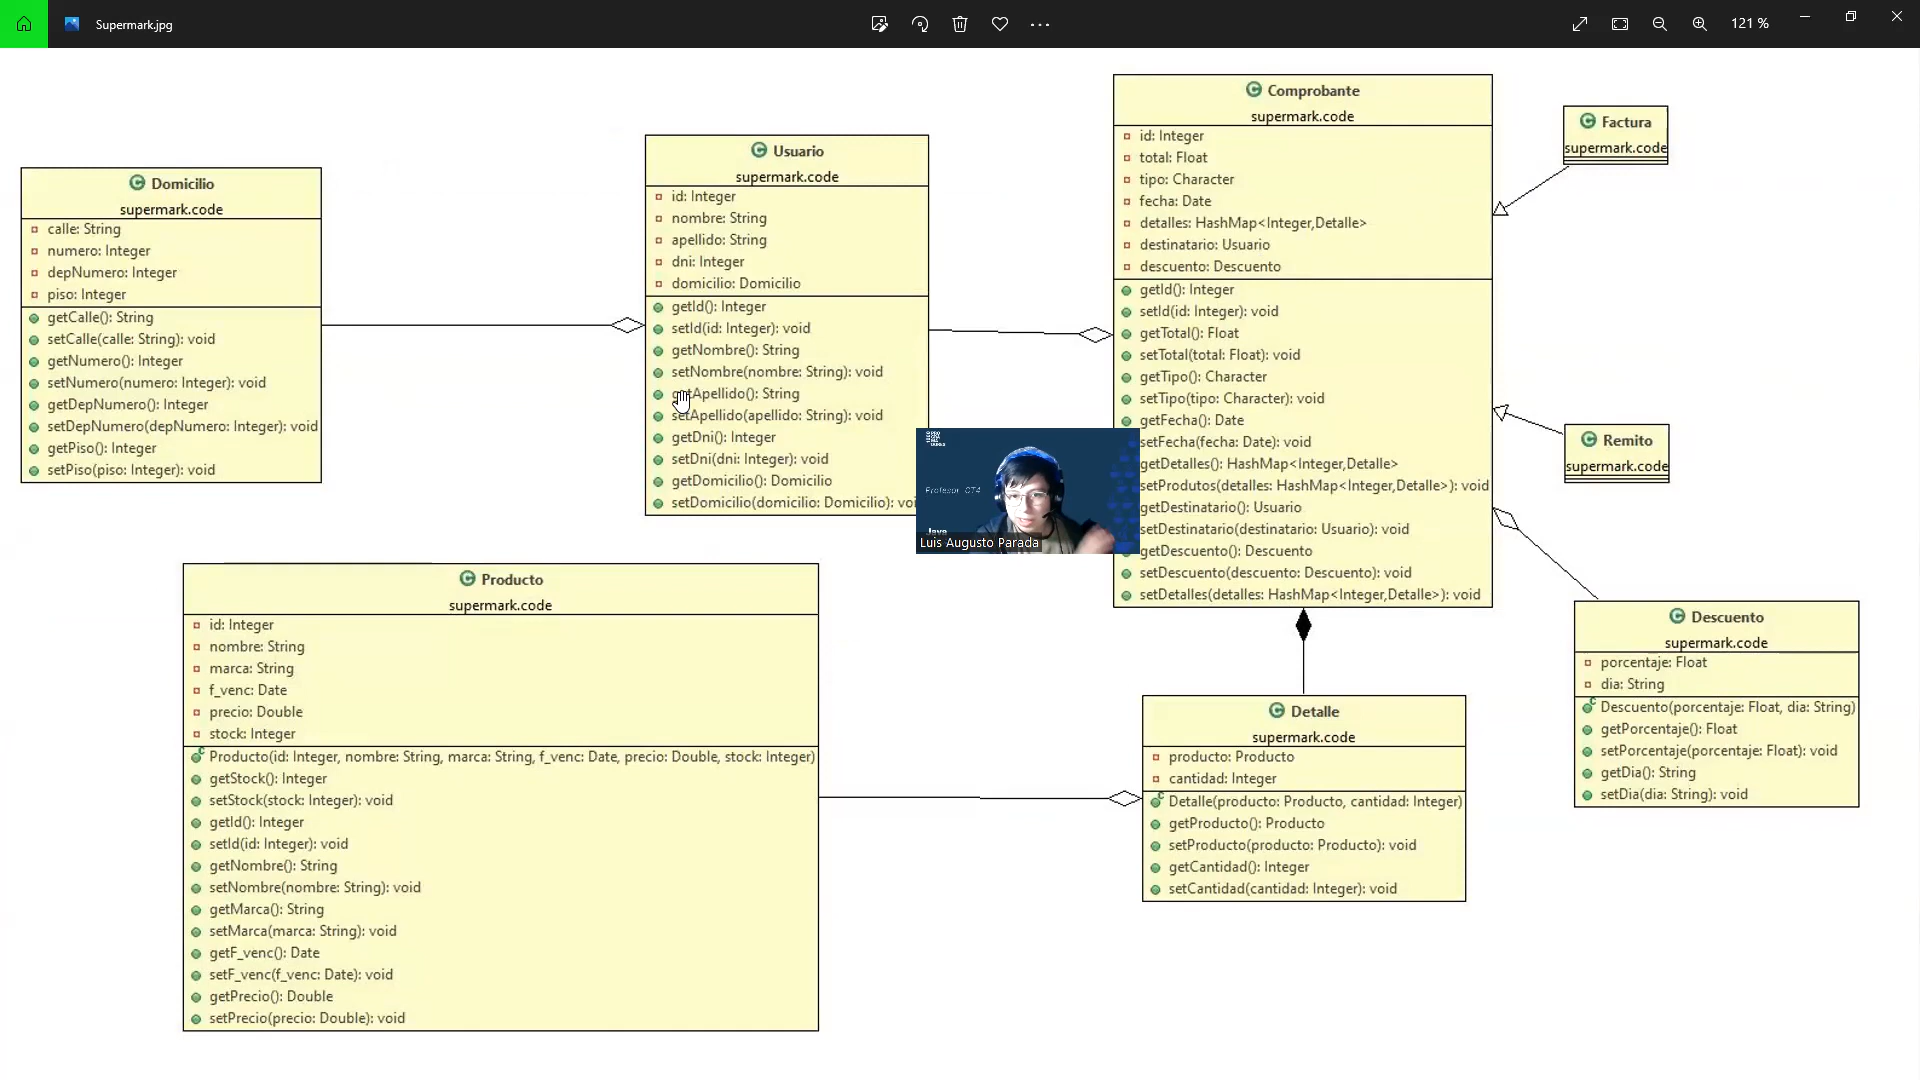 Supermark.jpg
121 %
Domicilio
supermark.code
calle: String
numero: Integer
depNumero: Integer
piso: Integer
getCalle(): String
setCalle(calle: String): void
getNumero(): Integer
setNumero(numero: Integer): void
getDepNumero(): Integer
setDepNumero(depNumero: Integer): void
getPiso(): Integer
setPiso(piso: Integer): void
Usuario
supermark.code
id: Integer
nombre: String
apellido: String
dni: Integer
domicilio: Domicilio
getId(): Integer
setId(id: Integer): void
getNombre(): String
setNombre(nombre: String): void
getApellido(): String
setApellido(apellido: String): void
getDni(): Integer
setDni(dni: Integer): void
getDomicilio(): Domicilio
setDomicilio(domicilio: Domicilio):
Comprobante
supermark.code
id: Integer
total: Float
tipo: Character
fecha: Date
detalles: HashMap<Integer,Detalle>
destinatario: Usuario
descuento: Descuento
getId(): Integer
setId(id: Integer): void
getTotal(): Float
setTotal(total: Float): void
getTipo(): Character
setTipo(tipo: Character): void
getFecha(): Date
setFecha(fecha: Date): void
getDetalles(): HashMap<Integer,Detalle>
setProdutos(detalles: HashMap<Integer,Detalle>): void
getDestinatario(): Usuario
setDestinatario(destinatario: Usuario): void
getDescuento(): Descuento
setDescuento(descuento: Descuento): void
setDetalles(detalles: HashMap<Integer,Detalle>): void
Factura
supermark.code
Remito
supermark.code
Profesor CT4
Java
Luis Augusto Parada
Producto
supermark.code
id: Integer
nombre: String
marca: String
f_venc: Date
precio: Double
stock: Integer
Producto(id: Integer, nombre: String, marca: String, f_venc: Date, precio: Double, stock: Integer)
getStock(): Integer
setStock(stock: Integer): void
getId(): Integer
setId(id: Integer): void
getNombre(): String
setNombre(nombre: String): void
getMarca(): String
setMarca(marca: String): void
getF_venc(): Date
setF_venc(f_venc: Date): void
getPrecio(): Double
setPrecio(precio: Double): void
Detalle
supermark.code
producto: Producto
cantidad: Integer
Detalle(producto: Producto, cantidad: Integer)
getProducto(): Producto
setProducto(producto: Producto): void
getCantidad(): Integer
setCantidad(cantidad: Integer): void
Descuento
supermark.code
porcentaje: Float
dia: String
Descuento(porcentaje: Float, dia: String)
getPorcentaje(): Float
setPorcentaje(porcentaje: Float): void
getDia(): String
setDia(dia: String): void